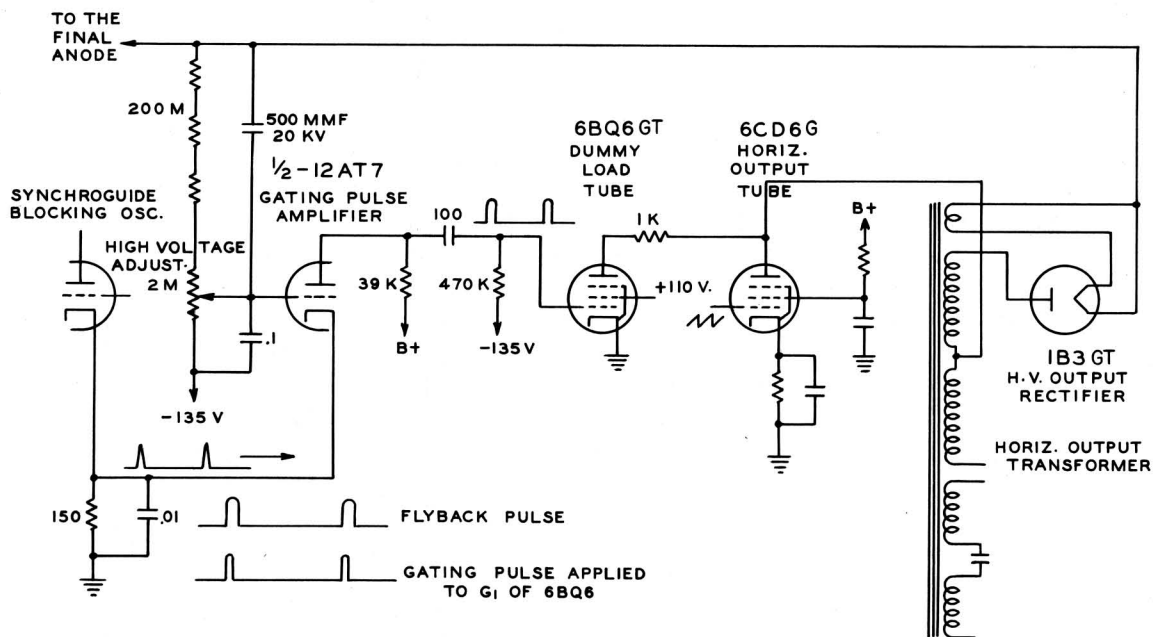 TO THE
FINAL
ANODE
200 M
500 MMF
20 KV
½-12AT7
GATING PULSE
AMPLIFIER
6BQ6GT
DUMMY
LOAD
TUBE
6CD6G
HORIZ.
OUTPUT
TUBE
SYNCHROGUIDE
BLOCKING OSC.
HIGH VOLTAGE
ADJUST.
2 M
100
1K
B+
39 K
470 K
+110 V.
.1
B+
-135V
-135 V
1B3 GT
H.V. OUTPUT
RECTIFIER
HORIZ. OUTPUT
TRANSFORMER
150
.01
FLYBACK PULSE
GATING PULSE APPLIED
TO G1 OF 6BQ6